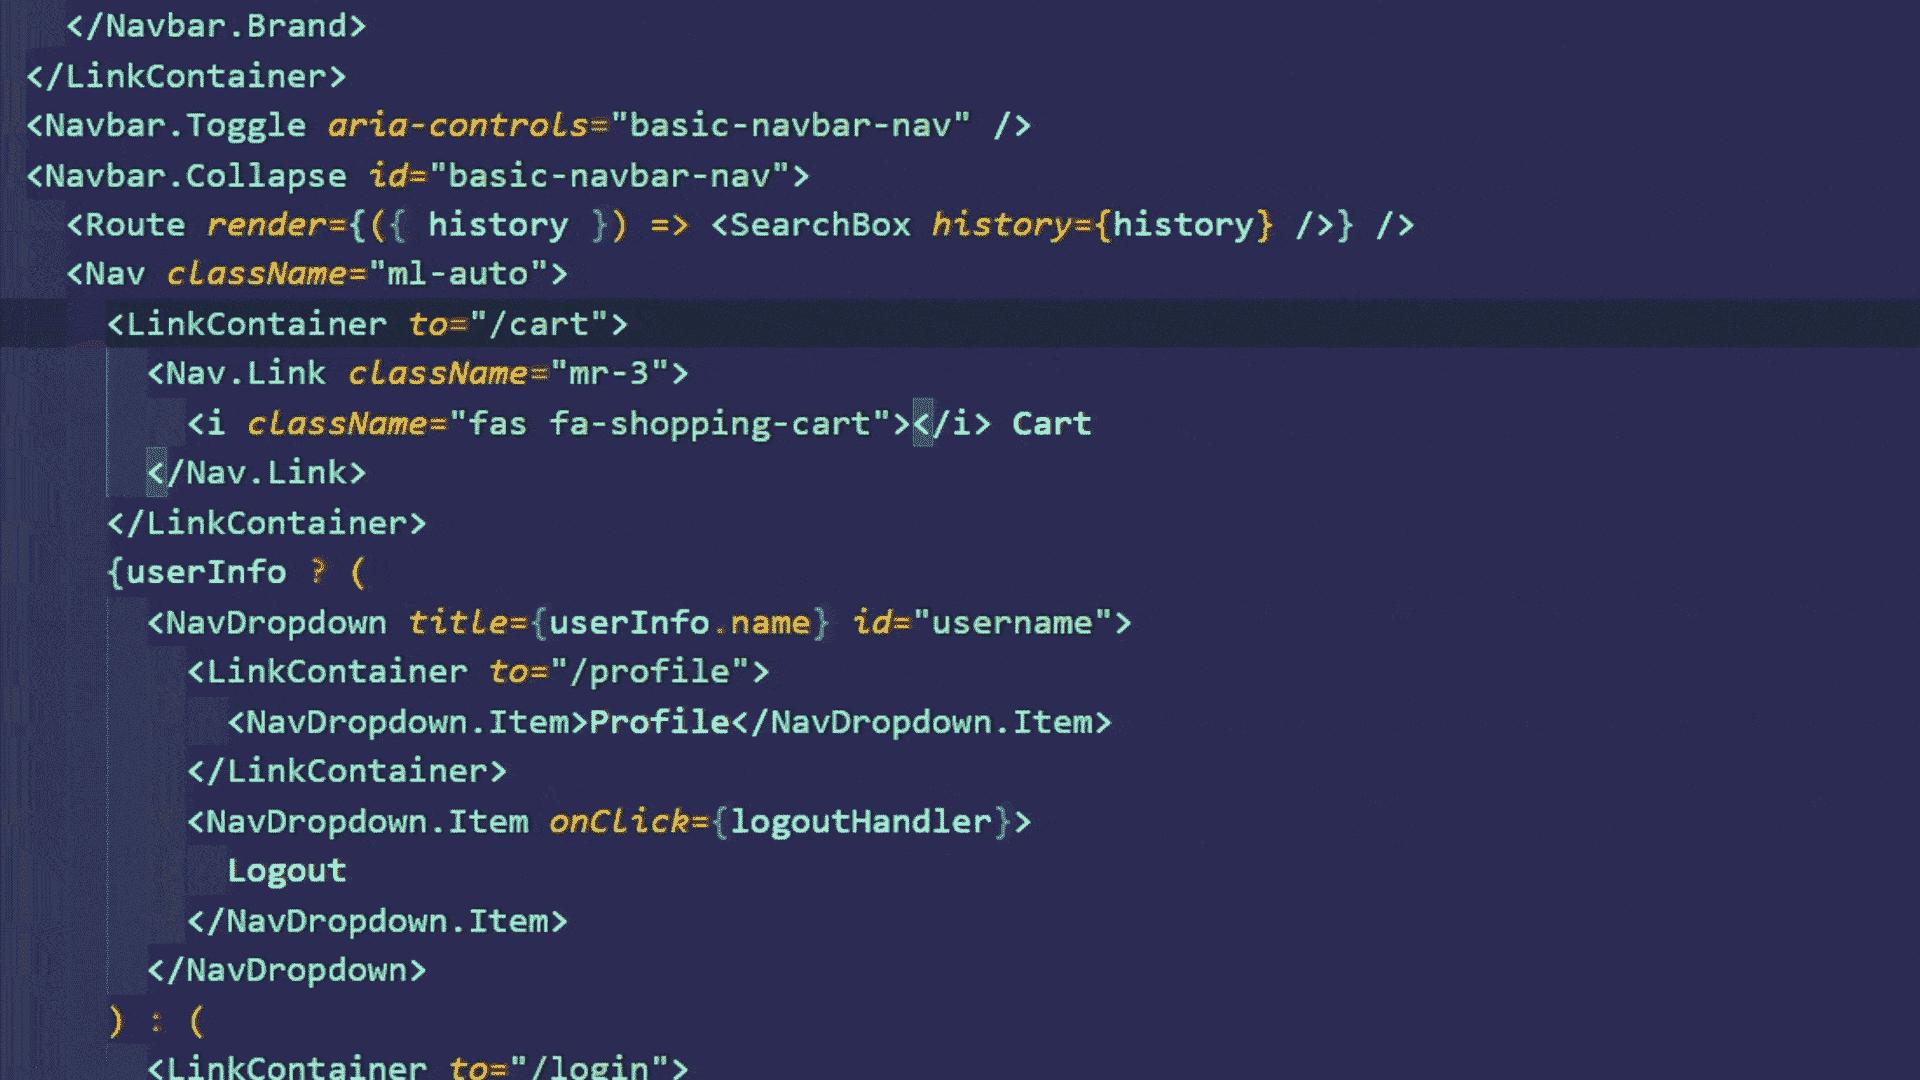 </Navbar.Brand>
</LinkContainer>
<Navbar.Toggle aria-controls="basic-navbar-nav" />
<Navbar.Collapse id="basic-navbar-nav">
<Route render={({ history }) => <SearchBox history={history} />} />
<Nav className="ml-auto">
<LinkContainer to="/cart">
<Nav.Link className="mr-3">
<i className="fas fa-shopping-cart"></i> Cart
</Nav.Link>
</LinkContainer>
{userInfo ? (
<NavDropdown title={userInfo.name} id="username">
<LinkContainer to="/profile">
<NavDropdown.Item>Profile</NavDropdown.Item>
</LinkContainer>
<NavDropdown.Item onClick={logoutHandler}>
Logout
</NavDropdown.Item>
</NavDropdown>
) : (
<LinkContainer to="/login">